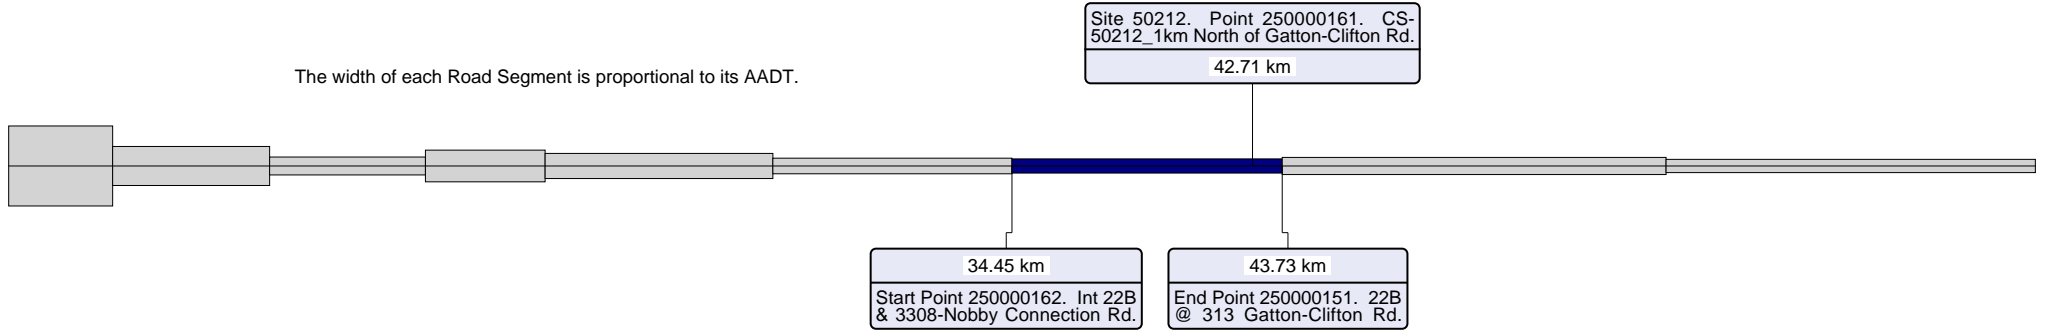 Site 50212. Point 250000161. CS-
50212_1km North of Gatton-Clifton Rd.
42.71 km
The width of each Road Segment is proportional to its AADT.
34.45 km
Start Point 250000162. Int 22B
& 3308-Nobby Connection Rd.
43.73 km
End Point 250000151. 22B
@ 313 Gatton-Clifton Rd.